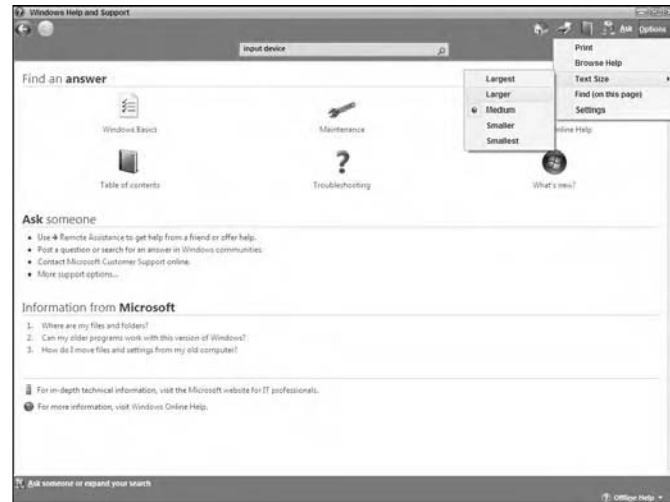 Windows Help and Support
Ask Options
input device
Print
Browse Help
Text Size
Find (on this page)
Settings
Largest
Larger
Medium
Smaller
Smallest
Find an answer
Windows Basics
Maintenance
Online Help
Table of contents
Troubleshooting
What's new?
Ask someone
Use Remote Assistance to get help from a friend or offer help.
Post a question or search for an answer in Windows communities.
Contact Microsoft Customer Support online.
More support options...
Information from Microsoft
1. Where are my files and folders?
2. Can my older programs work with this version of Windows?
3. How do I move files and settings from my old computer?
For in-depth technical information, visit the Microsoft website for IT professionals.
For more information, visit Windows Online Help.
Ask someone or expand your search
Offline Help